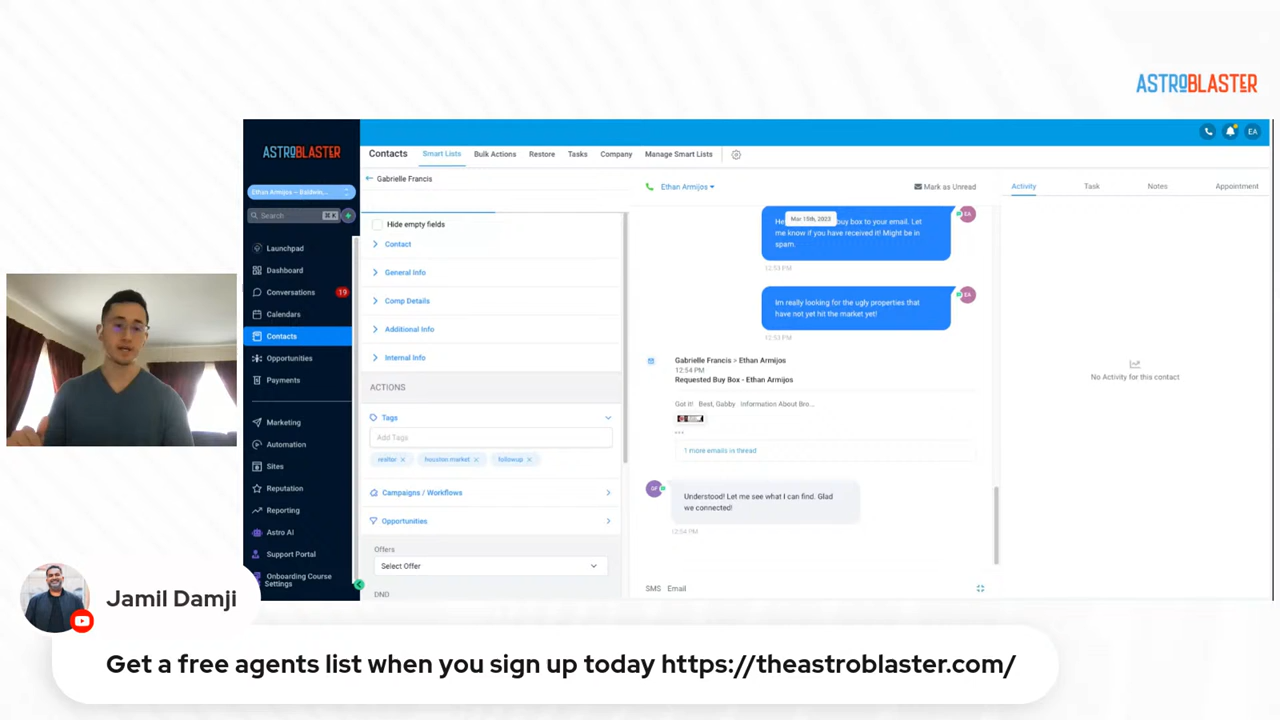 ASTROBLASTER
ASTROBLASTER
EA
Contacts
Smart Lists
Bulk Actions
Restore
Tasks
Company
Manage Smart Lists
Ethan Armijos – Baldwin,...
Search
⌘ K
Launchpad
Dashboard
Conversations
19
Calendars
Contacts
Opportunities
Payments
Marketing
Automation
Sites
Reputation
Reporting
Astro AI
Support Portal
Onboarding Course
Settings
Gabrielle Francis
Hide empty fields
Contact
General Info
Comp Details
Additional Info
Internal Info
ACTIONS
Tags
Add Tags
realtor
houston market
followup
Campaigns / Workflows
Opportunities
Offers
Select Offer
DND
Ethan Armijos
Mark as Unread
Mar 15th, 2023
buy box to your email. Let
me know if you have received it! Might be in
spam.
EA
12:53 PM
Im really looking for the ugly properties that
have not yet hit the market yet!
EA
12:53 PM
Gabrielle Francis > Ethan Armijos
12:54 PM
Requested Buy Box - Ethan Armijos
Got it! Best, Gabby Information About Bro...
1 more emails in thread
GF
Understood! Let me see what I can find. Glad
we connected!
12:54 PM
SMS Email
Activity
Task
Notes
Appointment
No Activity for this contact
Jamil Damji
Get a free agents list when you sign up today https://theastroblaster.com/